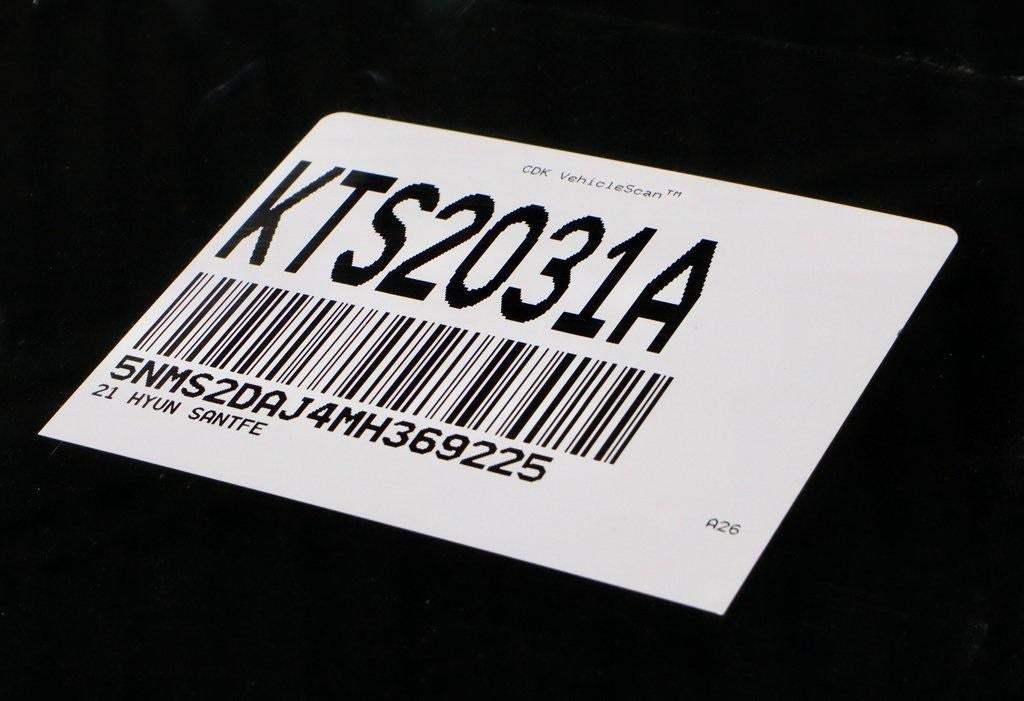 CDK VehicleScan™
KTS2031A
5NMS2DAJ4MH369225
21 HYUN SANTFE
A26